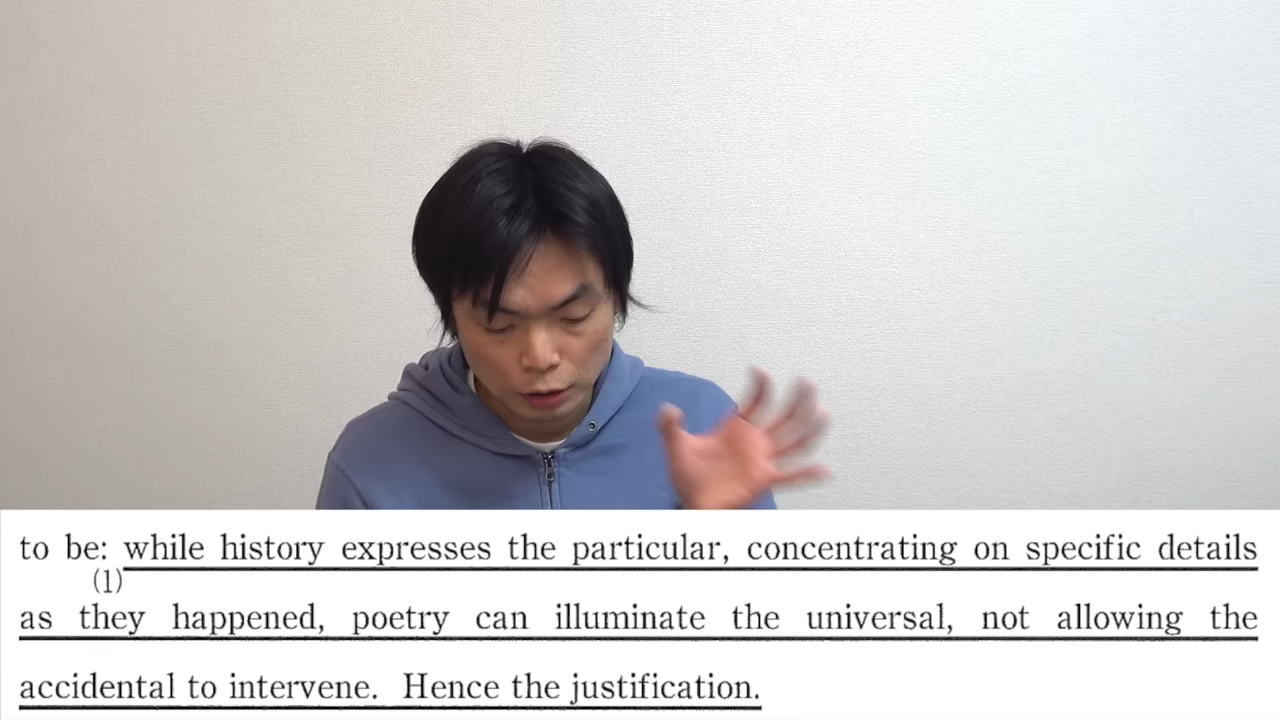 to be: while history expresses the particular, concentrating on specific details
(1)
as they happened, poetry can illuminate the universal, not allowing the
accidental to intervene. Hence the justification.